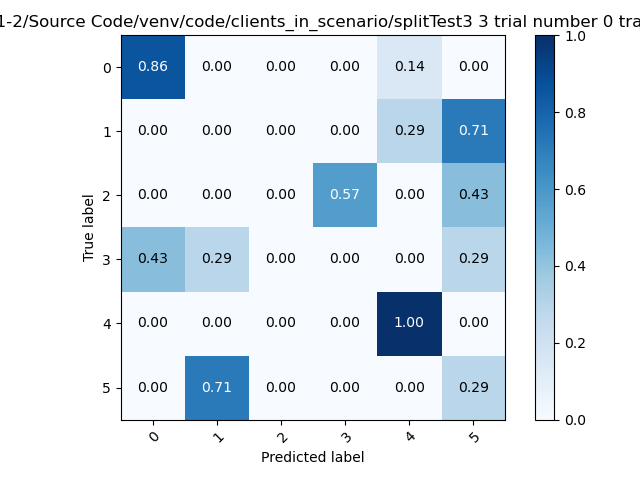 1-2/Source Code/venv/code/clients_in_scenario/splitTest3 3 trial number 0 tra
0 0.86 0.00 0.00 0.00 0.14 0.00
1 0.00 0.00 0.00 0.00 0.29 0.71
2 0.00 0.00 0.00 0.57 0.00 0.43
3 0.43 0.29 0.00 0.00 0.00 0.29
4 0.00 0.00 0.00 0.00 1.00 0.00
5 0.00 0.71 0.00 0.00 0.00 0.29
0 1 2 3 4 5
True label
Predicted label
1.0
0.8
0.6
0.4
0.2
0.0